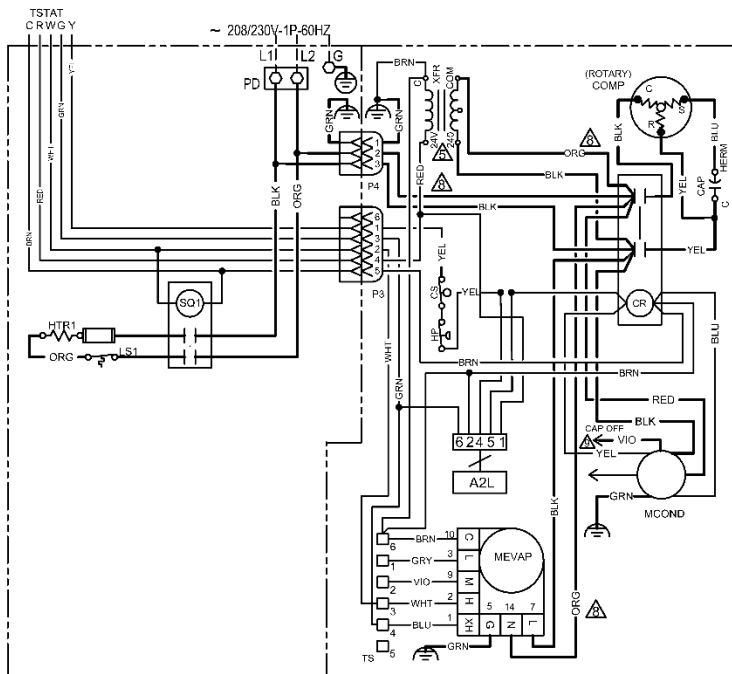 TSTAT
C R W G Y
~ 208/230V-1P-60HZ
L1 L2 G
PD
BRN
RED
WHT
GRN
YEL
GRN
GRN
1
2
3
P4
BLK
ORG
6
1
3
2
4
5
P3
SQ1
HTR1
ORG
LS1
BRN
C
XFR
COM
24V
240
RED
5
8
8
ORG
BLK
BLK
(ROTARY)
COMP
C
S
R
BLK
BLU
YEL
HERM
CAP
C
YEL
YEL
CS
YEL
HP
CR
BLU
BRN
BRN
WHT
GRN
RED
BLK
CAP OFF
9
VIO
YEL
GRN
MCOND
6 2 4 5 1
A2L
BLK
ORG
8
6
BRN
10
C
1
GRY
3
L
2
VIO
9
M
3
WHT
2
H
4
BLU
1
XH
TS
5
MEVAP
5 14 7
G N L
GRN